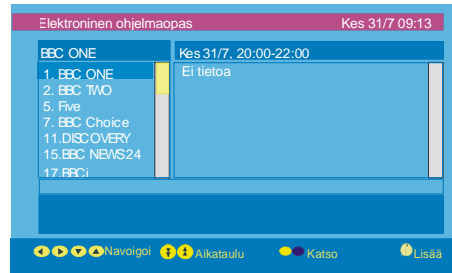 Elektroninen ohjelmaopas Kes 31/7 09:13
BBC ONE Kes 31/7, 20:00-22:00
1. BBC ONE Ei tietoa
2. BBC TWO
5. Five
7. BBC Choice
11.DISCOVERY
15.BBC NEWS24
17 BBCi
Navoigoi Aikataulu Katso Lisää